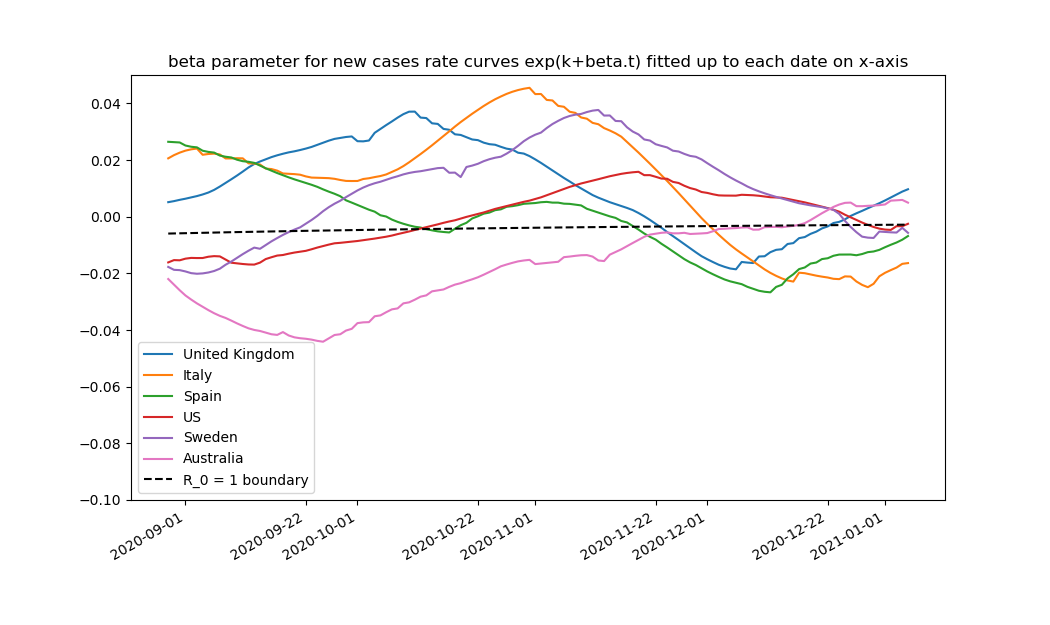 beta parameter for new cases rate curves exp(k+beta.t) fitted up to each date on x-axis
0.04
0.02
0.00
−0.02
−0.04
−0.06
−0.08
−0.10
United Kingdom
Italy
Spain
US
Sweden
Australia
R_0 = 1 boundary
2020-09-01
2020-09-22
2020-10-01
2020-10-22
2020-11-01
2020-11-22
2020-12-01
2020-12-22
2021-01-01